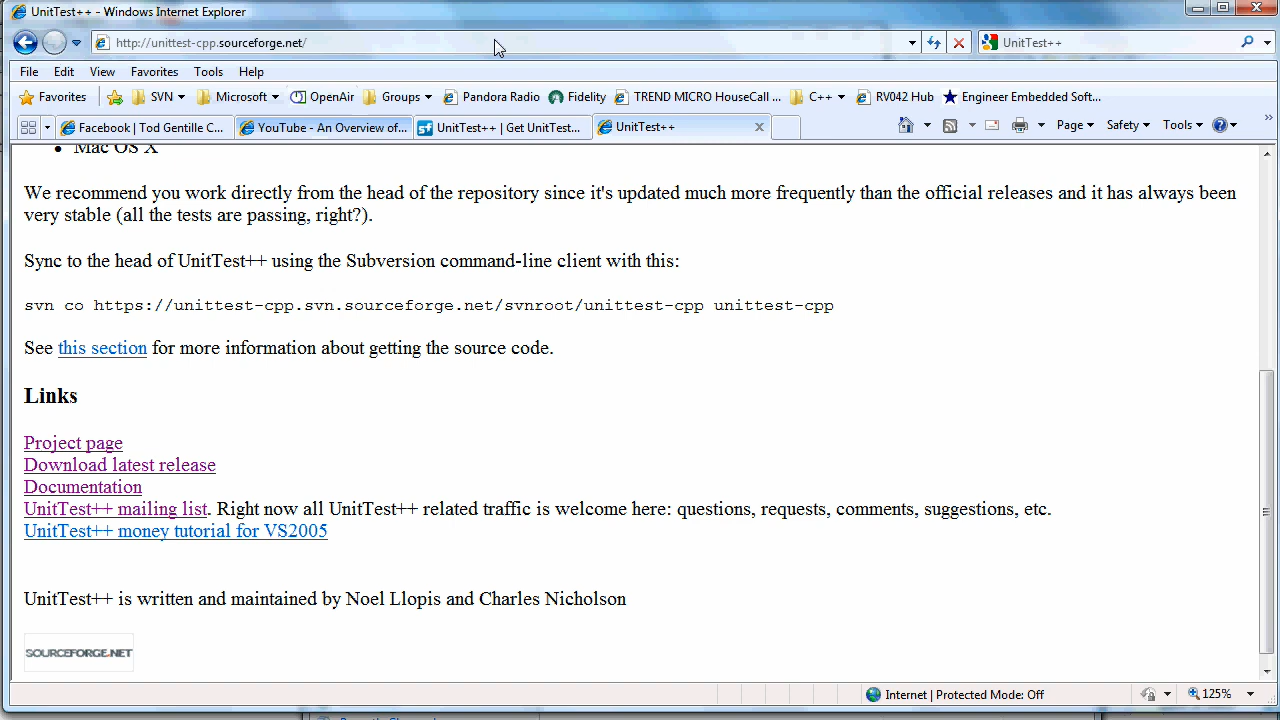 UnitTest++ - Windows Internet Explorer
http://unittest-cpp.sourceforge.net/
UnitTest++
File Edit View Favorites Tools Help
Favorites SVN Microsoft OpenAir Groups Pandora Radio Fidelity TREND MICRO HouseCall ... C++ RV042 Hub Engineer Embedded Soft...
Facebook | Tod Gentille C... YouTube - An Overview of... UnitTest++ | Get UnitTest... UnitTest++ Page Safety Tools
• Mac OS X
We recommend you work directly from the head of the repository since it's updated much more frequently than the official releases and it has always been
very stable (all the tests are passing, right?).
Sync to the head of UnitTest++ using the Subversion command-line client with this:
svn co https://unittest-cpp.svn.sourceforge.net/svnroot/unittest-cpp unittest-cpp
See this section for more information about getting the source code.
Links
Project page
Download latest release
Documentation
UnitTest++ mailing list. Right now all UnitTest++ related traffic is welcome here: questions, requests, comments, suggestions, etc.
UnitTest++ money tutorial for VS2005
UnitTest++ is written and maintained by Noel Llopis and Charles Nicholson
SOURCEFORGE.NET
Internet | Protected Mode: Off 125%